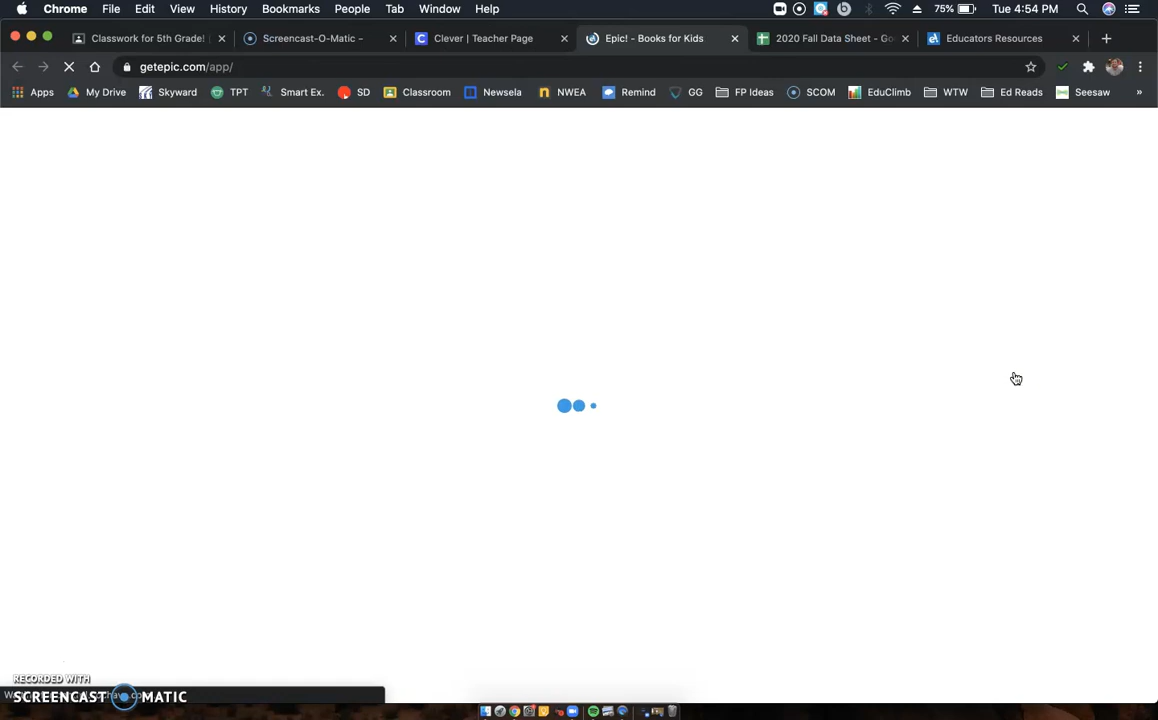 Chrome File Edit View History Bookmarks People Tab Window Help 75% Tue 4:54 PM
Classwork for 5th Grade! Screencast-O-Matic – Clever | Teacher Page Epic! - Books for Kids 2020 Fall Data Sheet - Go Educators Resources
getepic.com/app/
Apps My Drive Skyward TPT Smart Ex. SD Classroom Newsela NWEA Remind GG FP Ideas SCOM EduClimb WTW Ed Reads Seesaw »
RECORDED WITH
SCREENCAST MATIC